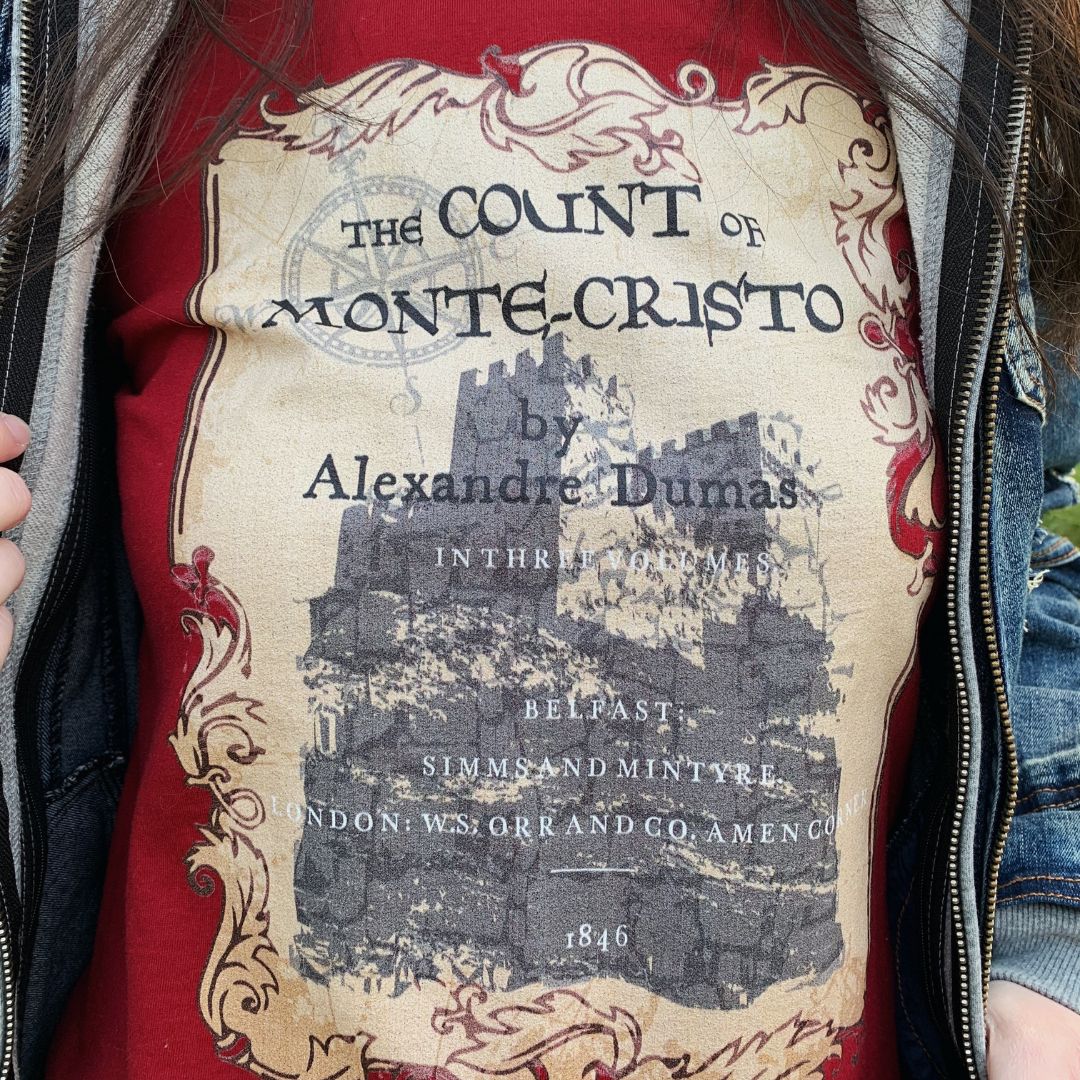 THE COUNT OF
MONTE-CRISTO
by
Alexandre Dumas
IN THREE VOLUMES.
BELFAST:
SIMMS AND MINTYRE.
LONDON: W.S. ORR AND CO. AMEN CORNER
1846